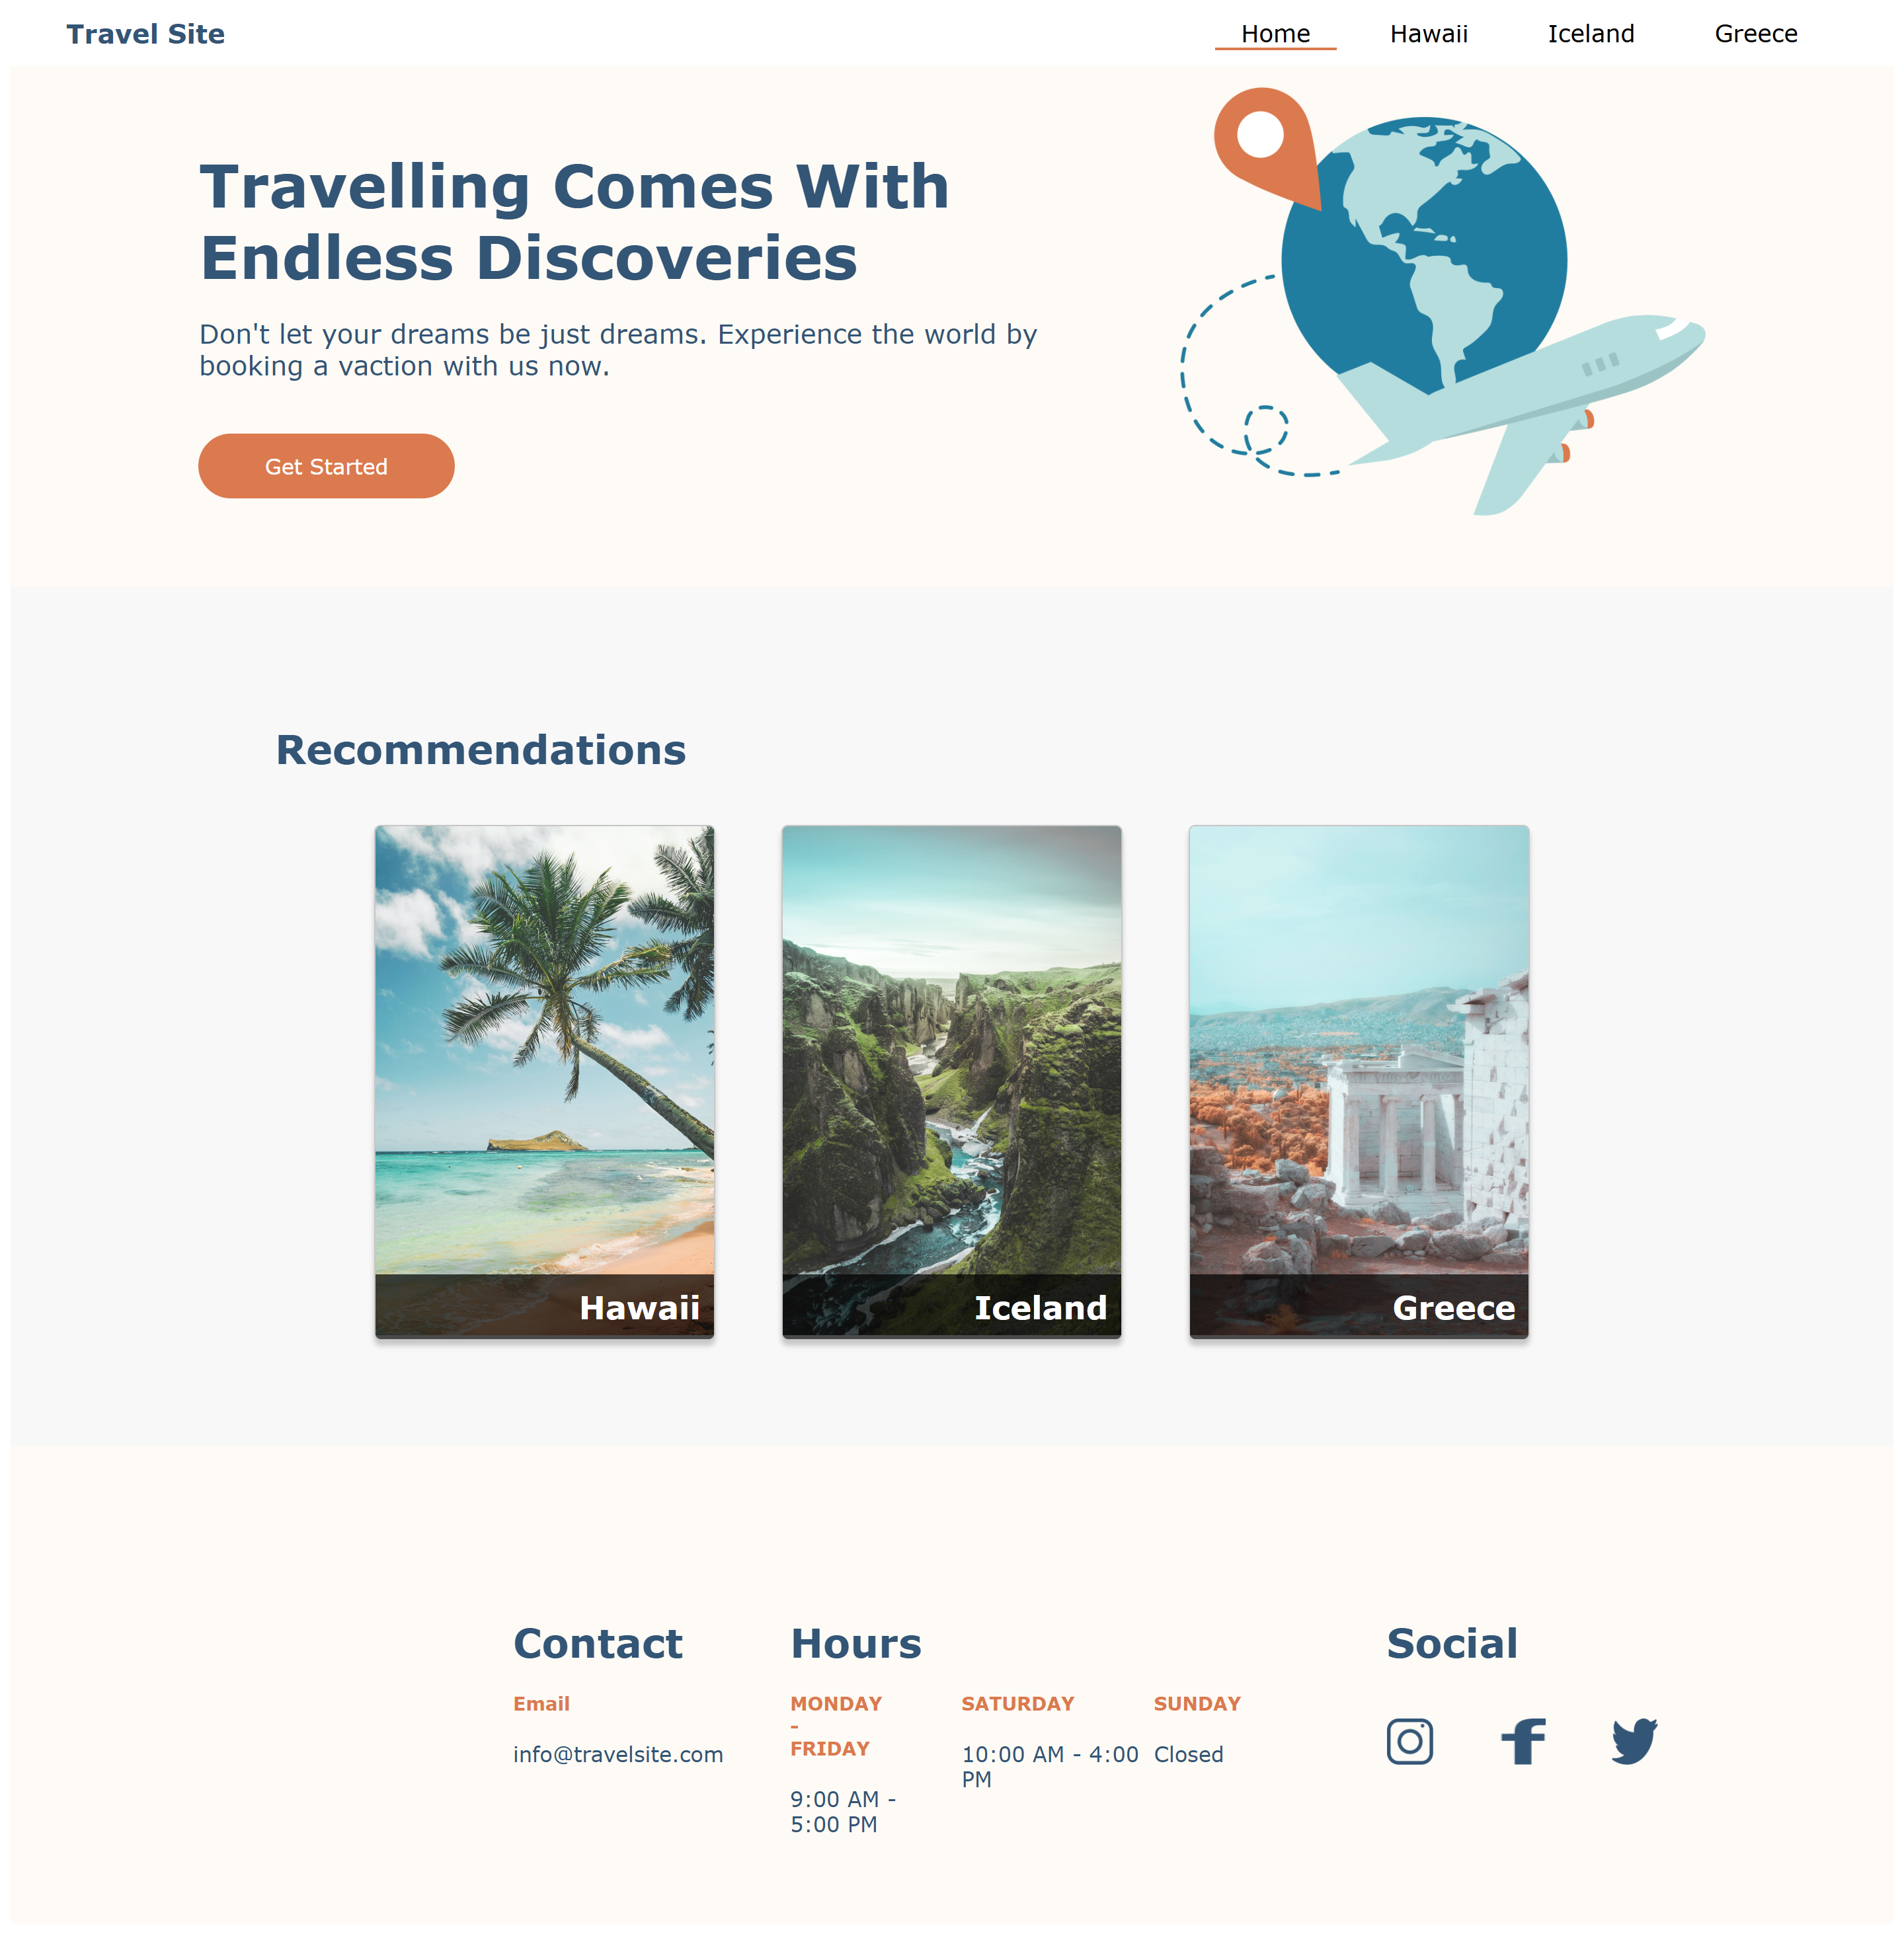 Travel Site
Home
Hawaii
Iceland
Greece
Travelling Comes With
Endless Discoveries
Don't let your dreams be just dreams. Experience the world by
booking a vaction with us now.
Get Started
Recommendations
Hawaii
Iceland
Greece
Contact
Email
info@travelsite.com
Hours
MONDAY
-
FRIDAY
9:00 AM -
5:00 PM
SATURDAY
10:00 AM - 4:00
PM
SUNDAY
Closed
Social